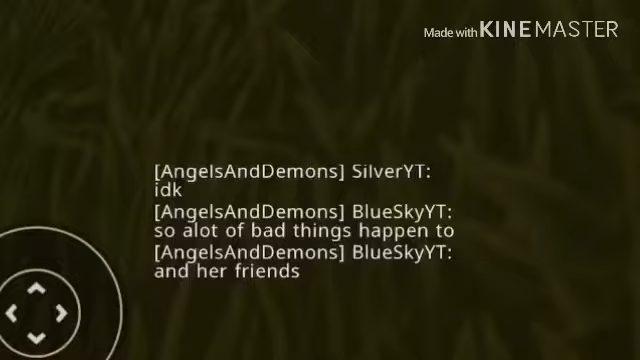 Made with KINEMASTER
[AngelsAndDemons] SilverYT:
idk
[AngelsAndDemons] BlueSkyYT:
so alot of bad things happen to
[AngelsAndDemons] BlueSkyYT:
and her friends